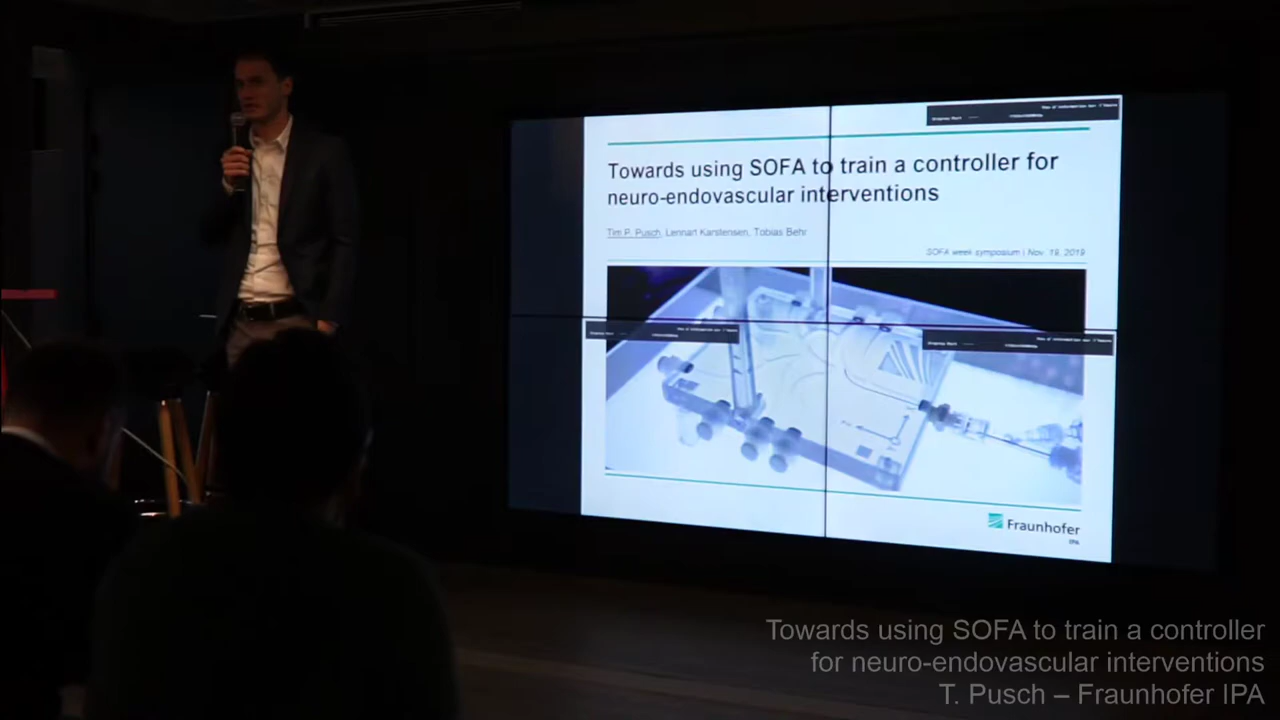 Towards using SOFA to train a controller for
neuro-endovascular interventions
Tim P. Pusch, Lennart Karstensen, Tobias Behr
SOFA week symposium | Nov. 19, 2019
Fraunhofer
IPA
Towards using SOFA to train a controller
for neuro-endovascular interventions
T. Pusch – Fraunhofer IPA